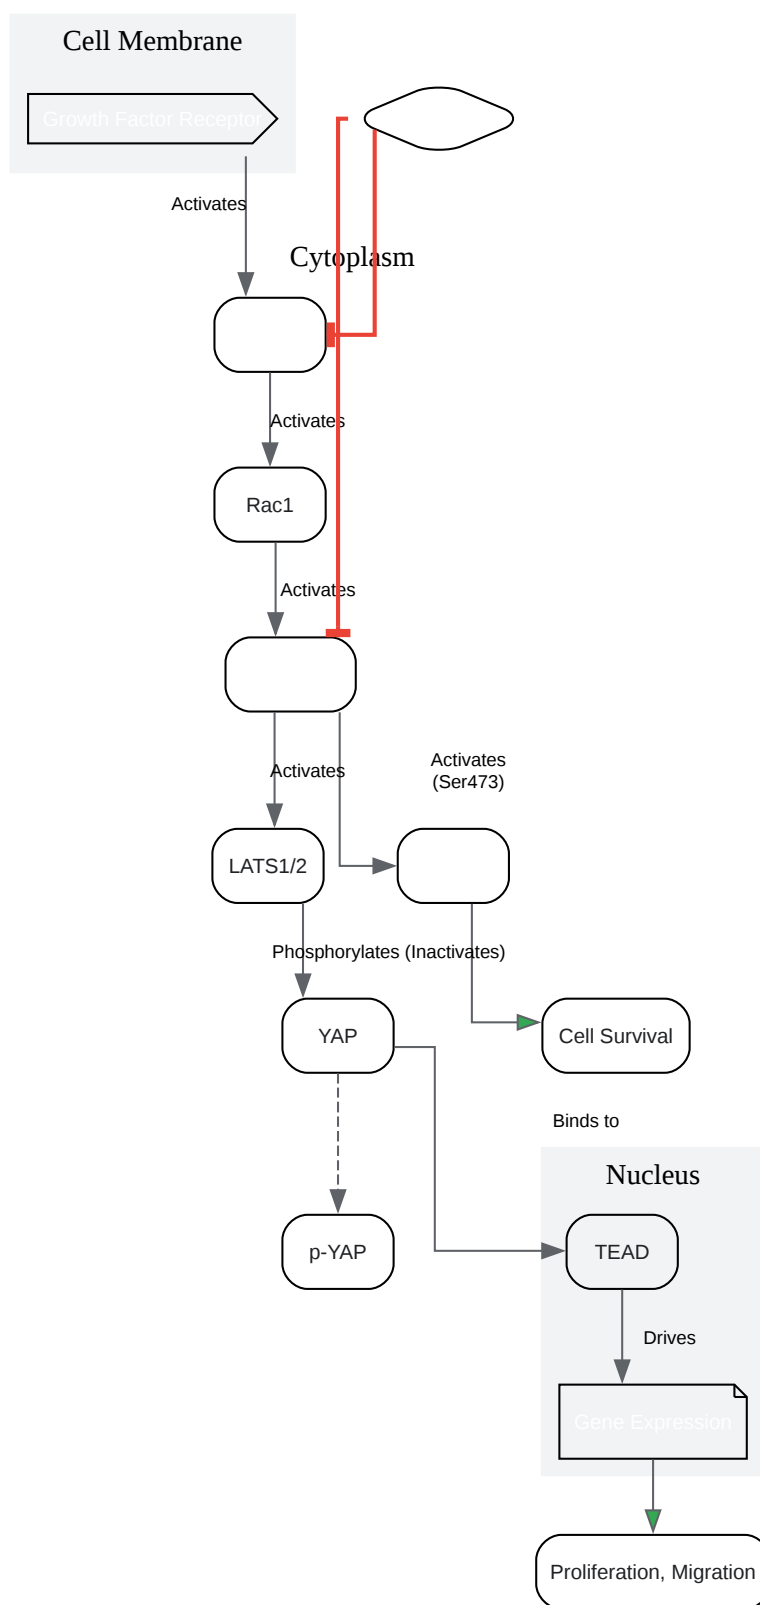 Cell Membrane
Growth Factor Receptor
Activates
Cytoplasm
Activates
Rac1
Activates
Activates
(Ser473)
Activates
LATS1/2
Phosphorylates (Inactivates)
YAP
Cell Survival
Binds to
Nucleus
p-YAP
TEAD
Drives
Gene Expression
Proliferation, Migration